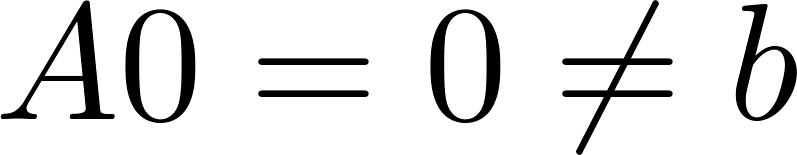 A0 = 0 ≠ b